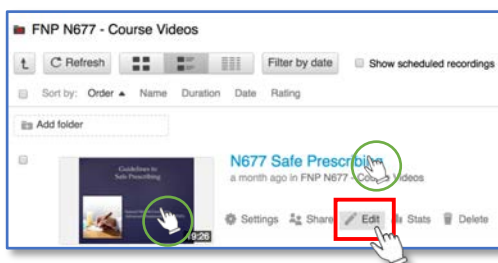 FNP N677 - Course Videos
Refresh Filter by date Show scheduled recordings
Sort by: Order Name Duration Date Rating
Add folder
Guidelines to
Safe Prescribing
19:26
N677 Safe Prescribing
a month ago in FNP N677 - Course Videos
Settings Share Edit Stats Delete